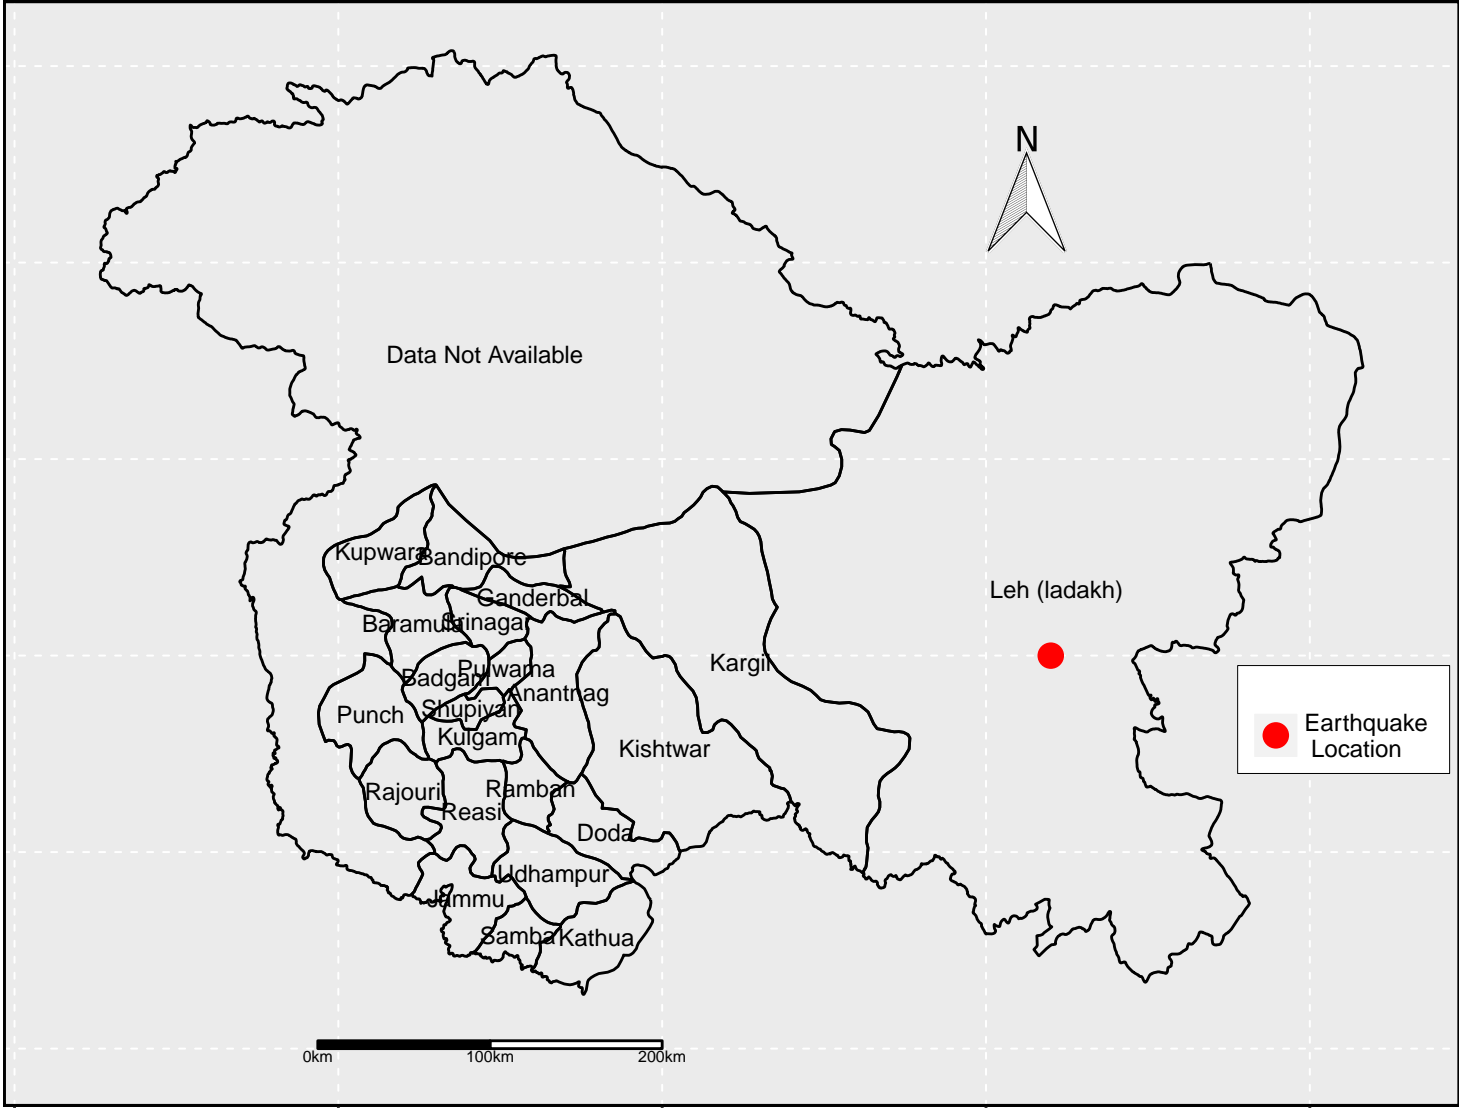 N
Data Not Available
Kupwara
Bandipore
Leh (ladakh)
Ganderbal
Baramula
Srinagar
Kargil
Pulwama
Badgam
Anantnag
Shupiyan
Punch
Kulgam
Kishtwar
Earthquake
Location
Rajouri
Ramban
Reasi
Doda
Udhampur
Jammu
Samba
Kathua
0km
100km
200km